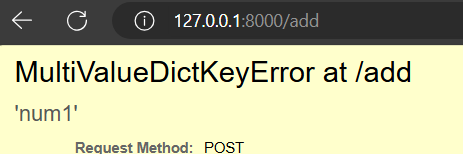 127.0.0.1:8000/add
MultiValueDictKeyError at /add
'num1'
Request Method: POST